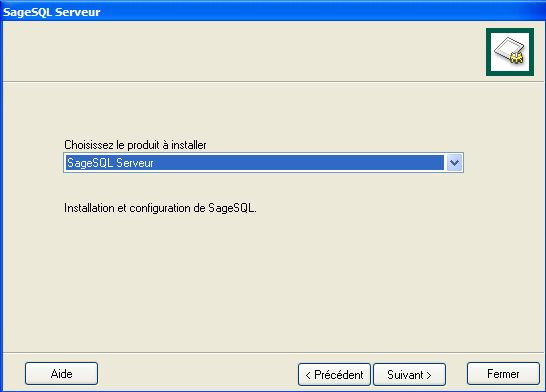 SageSQL Serveur
Choisissez le produit à installer
SageSQL Serveur
Installation et configuration de SageSQL.
Aide
< Précédent
Suivant >
Fermer